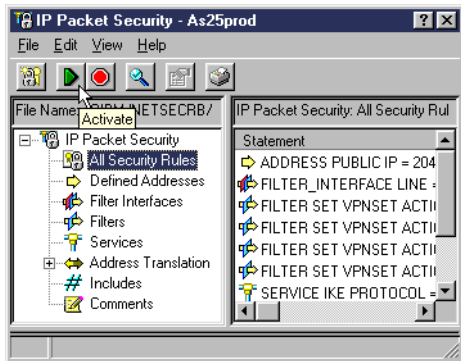 IP Packet Security - As25prod
File Edit View Help
File Name: NETSECRB/
Activate
IP Packet Security: All Security Rul
IP Packet Security
All Security Rules
Defined Addresses
Filter Interfaces
Filters
Services
Address Translation
Includes
Comments
Statement
ADDRESS PUBLIC IP = 204
FILTER_INTERFACE LINE =
FILTER SET VPNSET ACTI
FILTER SET VPNSET ACTI
FILTER SET VPNSET ACTI
FILTER SET VPNSET ACTI
SERVICE IKE PROTOCOL =